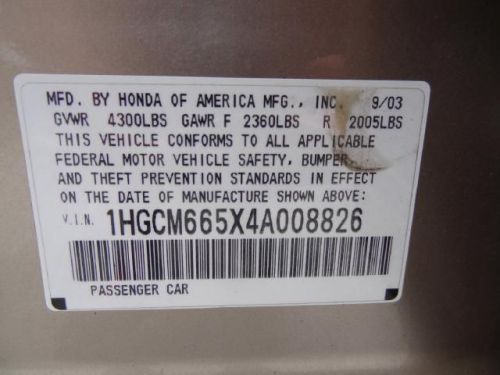 MFD. BY HONDA OF AMERICA MFG., INC. 9/03
GVWR 4300LBS GAWR F 2360LBS R 2005LBS
THIS VEHICLE CONFORMS TO ALL APPLICABLE
FEDERAL MOTOR VEHICLE SAFETY, BUMPER,
AND THEFT PREVENTION STANDARDS IN EFFECT
ON THE DATE OF MANUFACTURE SHOWN ABOVE:
V.I.N. 1HGCM665X4A008826
PASSENGER CAR